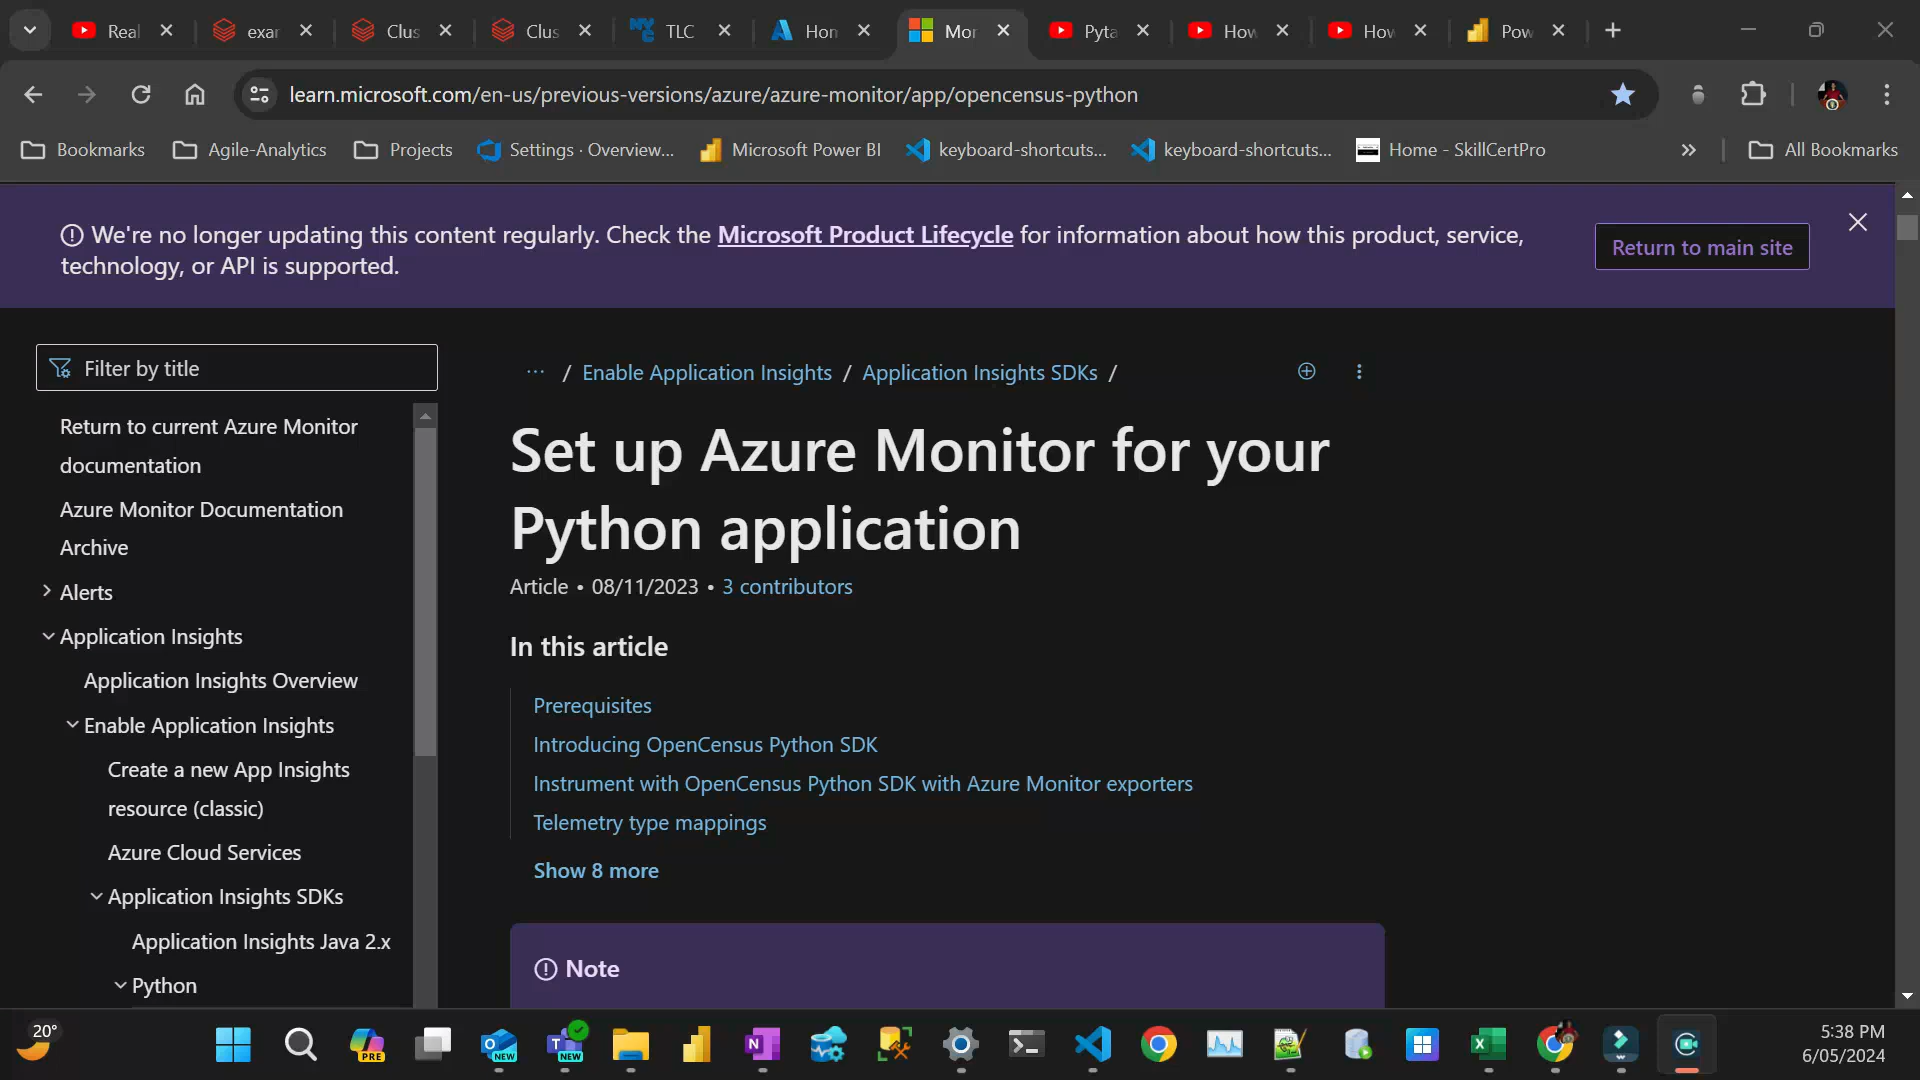 Real
exar
Clus
Clus
TLC
Hom
Mor
Pyta
How
How
Pow
learn.microsoft.com/en-us/previous-versions/azure/azure-monitor/app/opencensus-python
Bookmarks
Agile-Analytics
Projects
Settings · Overview...
Microsoft Power BI
keyboard-shortcuts...
keyboard-shortcuts...
Home - SkillCertPro
All Bookmarks
We're no longer updating this content regularly. Check the Microsoft Product Lifecycle for information about how this product, service,
technology, or API is supported.
Return to main site
Filter by title
Return to current Azure Monitor
documentation
Azure Monitor Documentation
Archive
Alerts
Application Insights
Application Insights Overview
Enable Application Insights
Create a new App Insights
resource (classic)
Azure Cloud Services
Application Insights SDKs
Application Insights Java 2.x
Python
... / Enable Application Insights / Application Insights SDKs /
Set up Azure Monitor for your
Python application
Article • 08/11/2023 • 3 contributors
In this article
Prerequisites
Introducing OpenCensus Python SDK
Instrument with OpenCensus Python SDK with Azure Monitor exporters
Telemetry type mappings
Show 8 more
Note
20°
PRE
NEW
NEW
5:38 PM
6/05/2024